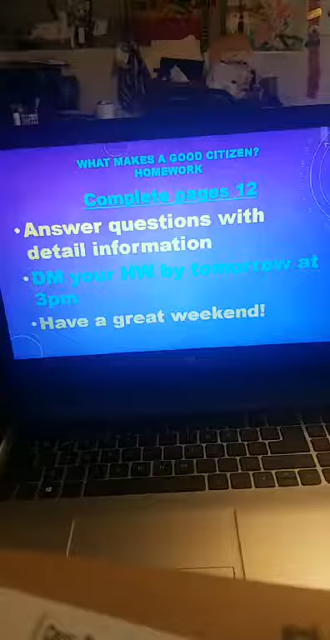 WHAT MAKES A GOOD CITIZEN?
HOMEWORK
Complete pages 12
•Answer questions with
detail information
•DM your HW by tomorrow at
3pm
•Have a great weekend!